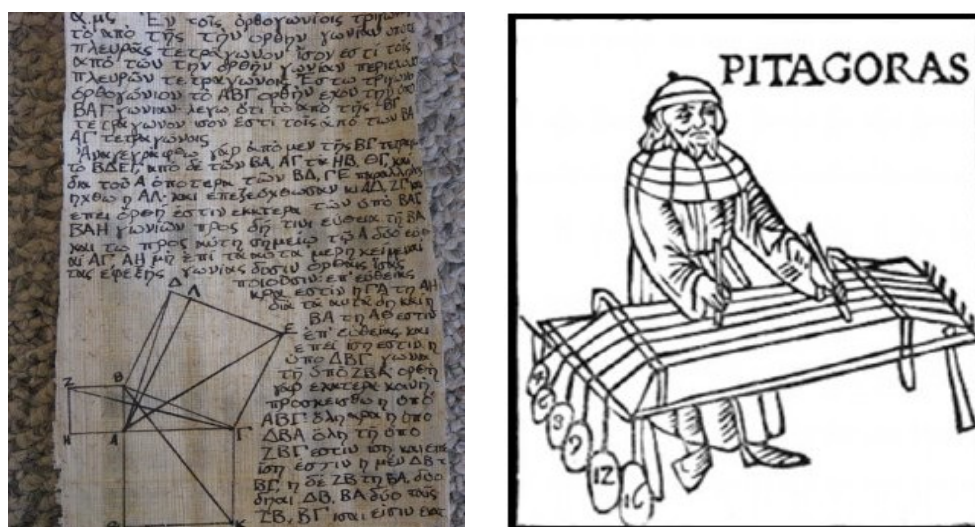 ἐν τοῖς ὀρθογωνίοις
τὸ ἀπὸ τῆς τὴν ὀρθὴν γωνίαν
πλευρᾶς τετράγωνον ἴσον ἐστὶ τοῖς
ἀπὸ τῶν τὴν ὀρθὴν γωνίαν
πλευρῶν τετραγώνοις. Ἔστω
ὀρθογώνιον τὸ ΑΒΓ ὀρθὴν ἔχον τὴν
ΒΑΓ γωνίαν· λέγω ὅτι τὸ ἀπὸ τῆς ΒΓ
τετράγωνον ἴσον ἐστὶ τοῖς ἀπὸ τῶν ΒΑ
ΑΓ τετραγώνοις
Ἀναγεγράφθω γὰρ ἀπὸ μὲν τῆς ΒΓ
τὸ ΒΔΕΓ, ἀπὸ δὲ τῶν ΒΑ, ΑΓ τὰ ΗΒ, ΘΓ, καὶ
διὰ τοῦ Α ὁποτέρᾳ τῶν ΒΔ, ΓΕ
ἤχθω ἡ ΑΛ· καὶ ἐπεζεύχθωσαν αἱ ΑΔ, ΖΓ
ἐπεὶ ὀρθή ἐστιν ἑκατέρα τῶν ὑπὸ ΒΑΓ
ΒΑΗ γωνιῶν πρὸς δή τινι εὐθείᾳ τῇ ΒΑ
καὶ τῷ πρὸς αὐτῇ σημείῳ τῷ Α δύο
αἱ ΑΓ, ΑΗ μὴ ἐπὶ τὰ αὐτὰ μέρη κείμεναι
τὰς ἐφεξῆς γωνίας δυσὶν ὀρθαῖς ἴσας
ποιοῦσιν· ἐπ' εὐθείας
ἐστὶν ἡ ΓΑ τῇ ΑΗ
διὰ τὰ αὐτὰ δὴ καὶ ἡ
ΒΑ τῇ ΑΘ ἐστιν
ἐπ' εὐθείας καὶ
ἐπεὶ ἴση ἐστὶν ἡ
ὑπὸ ΔΒΓ γωνία
τῇ ὑπὸ ΖΒΑ· ὀρθὴ
γὰρ ἑκατέρα· κοινὴ
προσκείσθω ἡ ὑπὸ
ΑΒΓ· ὅλη ἄρα ἡ ὑπὸ
ΔΒΑ ὅλῃ τῇ ὑπὸ
ΖΒΓ ἐστιν ἴση καὶ
ἴση ἐστὶν ἡ μὲν ΔΒ
ΒΓ, ἡ δὲ ΖΒ τῇ ΒΑ, δύο
δὴ αἱ ΔΒ, ΒΑ δύο ταῖς
ΖΒ, ΒΓ ἴσαι εἰσὶν
Δ Λ
Ε
Ζ Β
Η Α Γ
Θ Κ
PITAGORAS
8
9
12
16